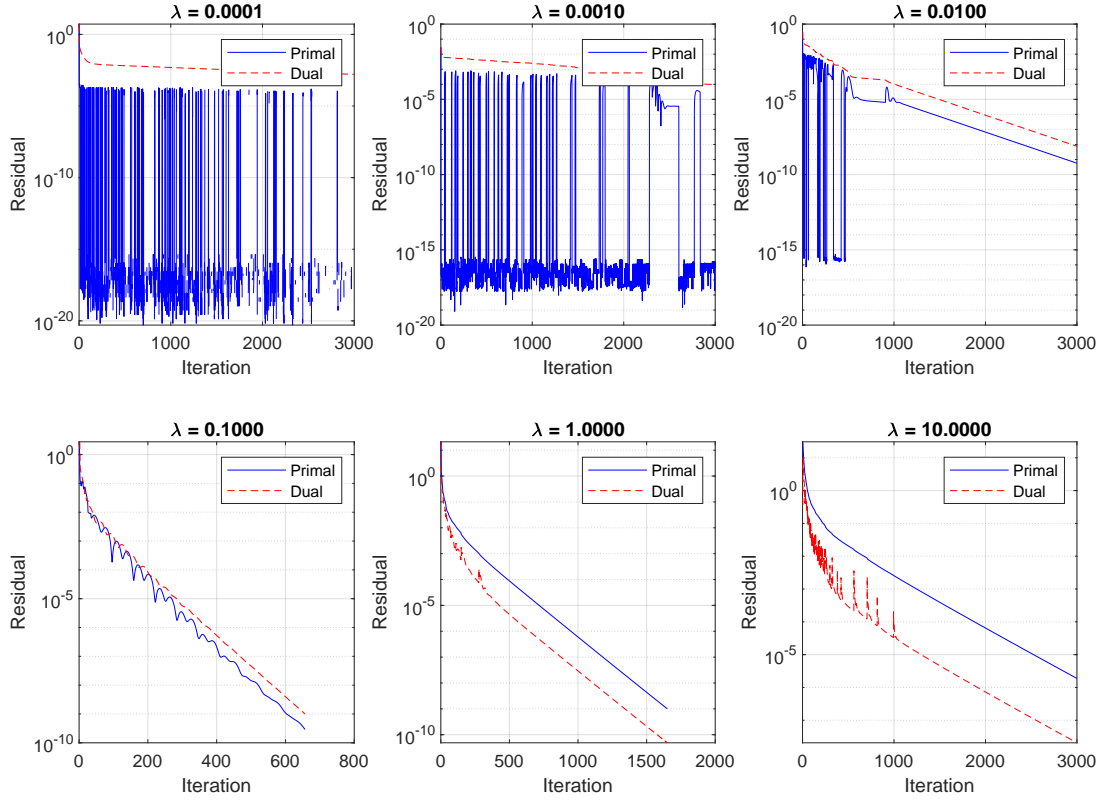 λ = 0.0001
10^0
10^-10
10^-20
Residual
0
1000
2000
3000
Iteration
Primal
Dual
λ = 0.0010
10^0
10^-5
10^-10
10^-15
10^-20
Residual
0
1000
2000
3000
Iteration
Primal
Dual
λ = 0.0100
10^0
10^-5
10^-10
10^-15
10^-20
Residual
0
1000
2000
3000
Iteration
Primal
Dual
λ = 0.1000
10^0
10^-5
10^-10
Residual
0
200
400
600
800
Iteration
Primal
Dual
λ = 1.0000
10^0
10^-5
10^-10
Residual
0
500
1000
1500
2000
Iteration
Primal
Dual
λ = 10.0000
10^0
10^-5
Residual
0
1000
2000
3000
Iteration
Primal
Dual